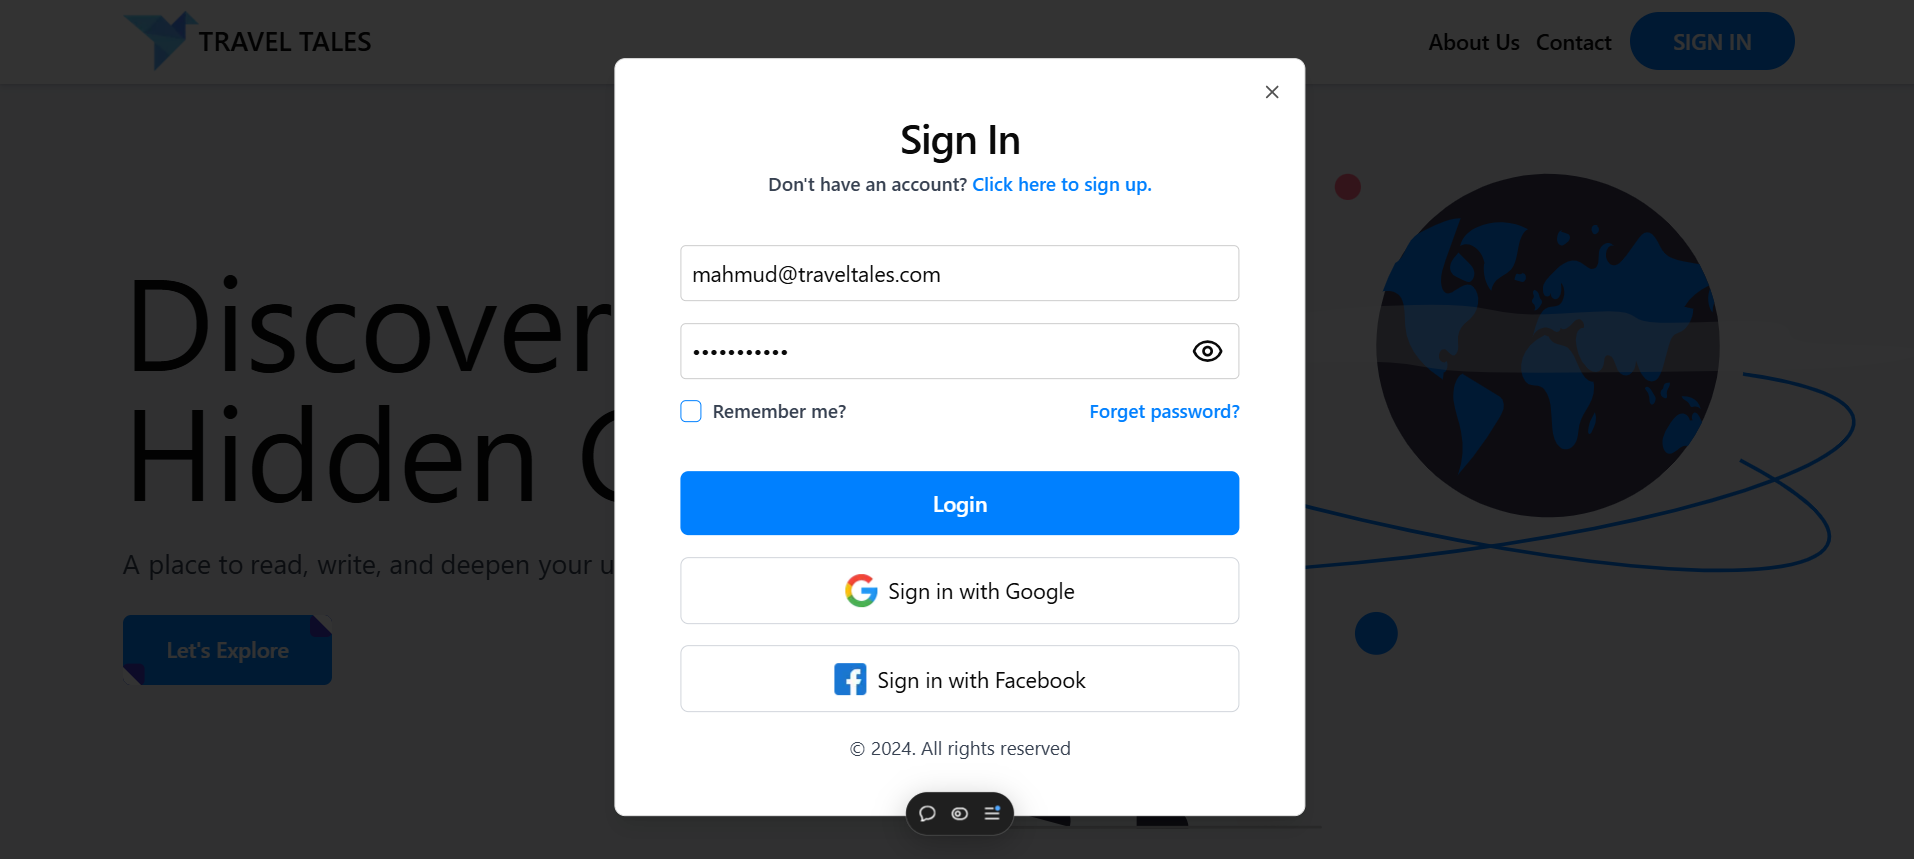 TRAVEL TALES
About Us
Contact
SIGN IN
Sign In
Don't have an account? Click here to sign up.
mahmud@traveltales.com
•••••••••••
Remember me?
Forget password?
Login
Sign in with Google
Sign in with Facebook
© 2024. All rights reserved
Discover
Hidden
A place to read, write, and deepen your
Let's Explore